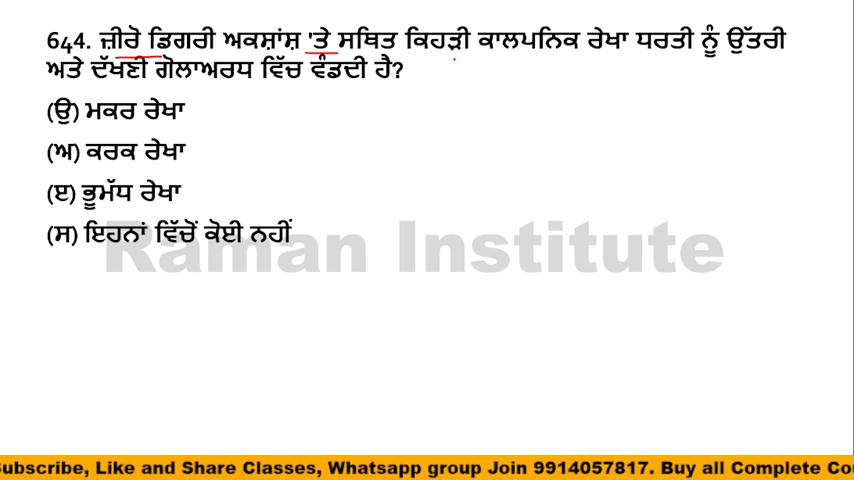 644. ਜ਼ੀਰੋ ਡਿਗਰੀ ਅਕਸ਼ਾਂਸ਼ 'ਤੇ ਸਥਿਤ ਕਿਹੜੀ ਕਾਲਪਨਿਕ ਰੇਖਾ ਧਰਤੀ ਨੂੰ ਉੱਤਰੀ
ਅਤੇ ਦੱਖਣੀ ਗੋਲਾਅਰਧ ਵਿੱਚ ਵੰਡਦੀ ਹੈ?
(ਉ) ਮਕਰ ਰੇਖਾ
(ਅ) ਕਰਕ ਰੇਖਾ
(ੲ) ਭੂਮੱਧ ਰੇਖਾ
(ਸ) ਇਹਨਾਂ ਵਿੱਚੋਂ ਕੋਈ ਨਹੀਂ
Raman Institute
ubscribe, Like and Share Classes, Whatsapp group Join 9914057817. Buy all Complete Co